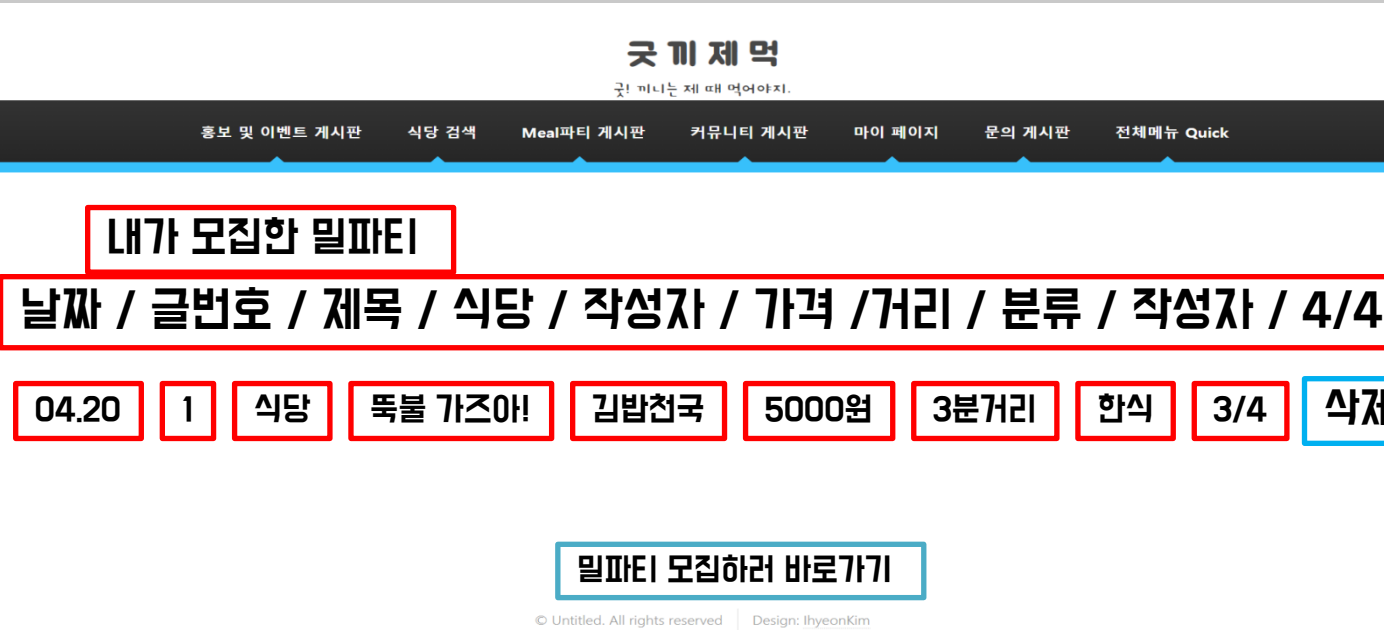 굿 끼 제 먹
굿! 끼니는 제 때 먹어야지.
홍보 및 이벤트 게시판 식당 검색 Meal파티 게시판 커뮤니티 게시판 마이 페이지 문의 게시판 전체메뉴 Quick
내가 모집한 밀파티
날짜 / 글번호 / 제목 / 식당 / 작성자 / 가격 /거리 / 분류 / 작성자 / 4/4
04.20 1 식당 뚝불 가즈아! 김밥천국 5000원 3분거리 한식 3/4
밀파티 모집하러 바로가기
© Untitled. All rights reserved Design: IhyeonKim